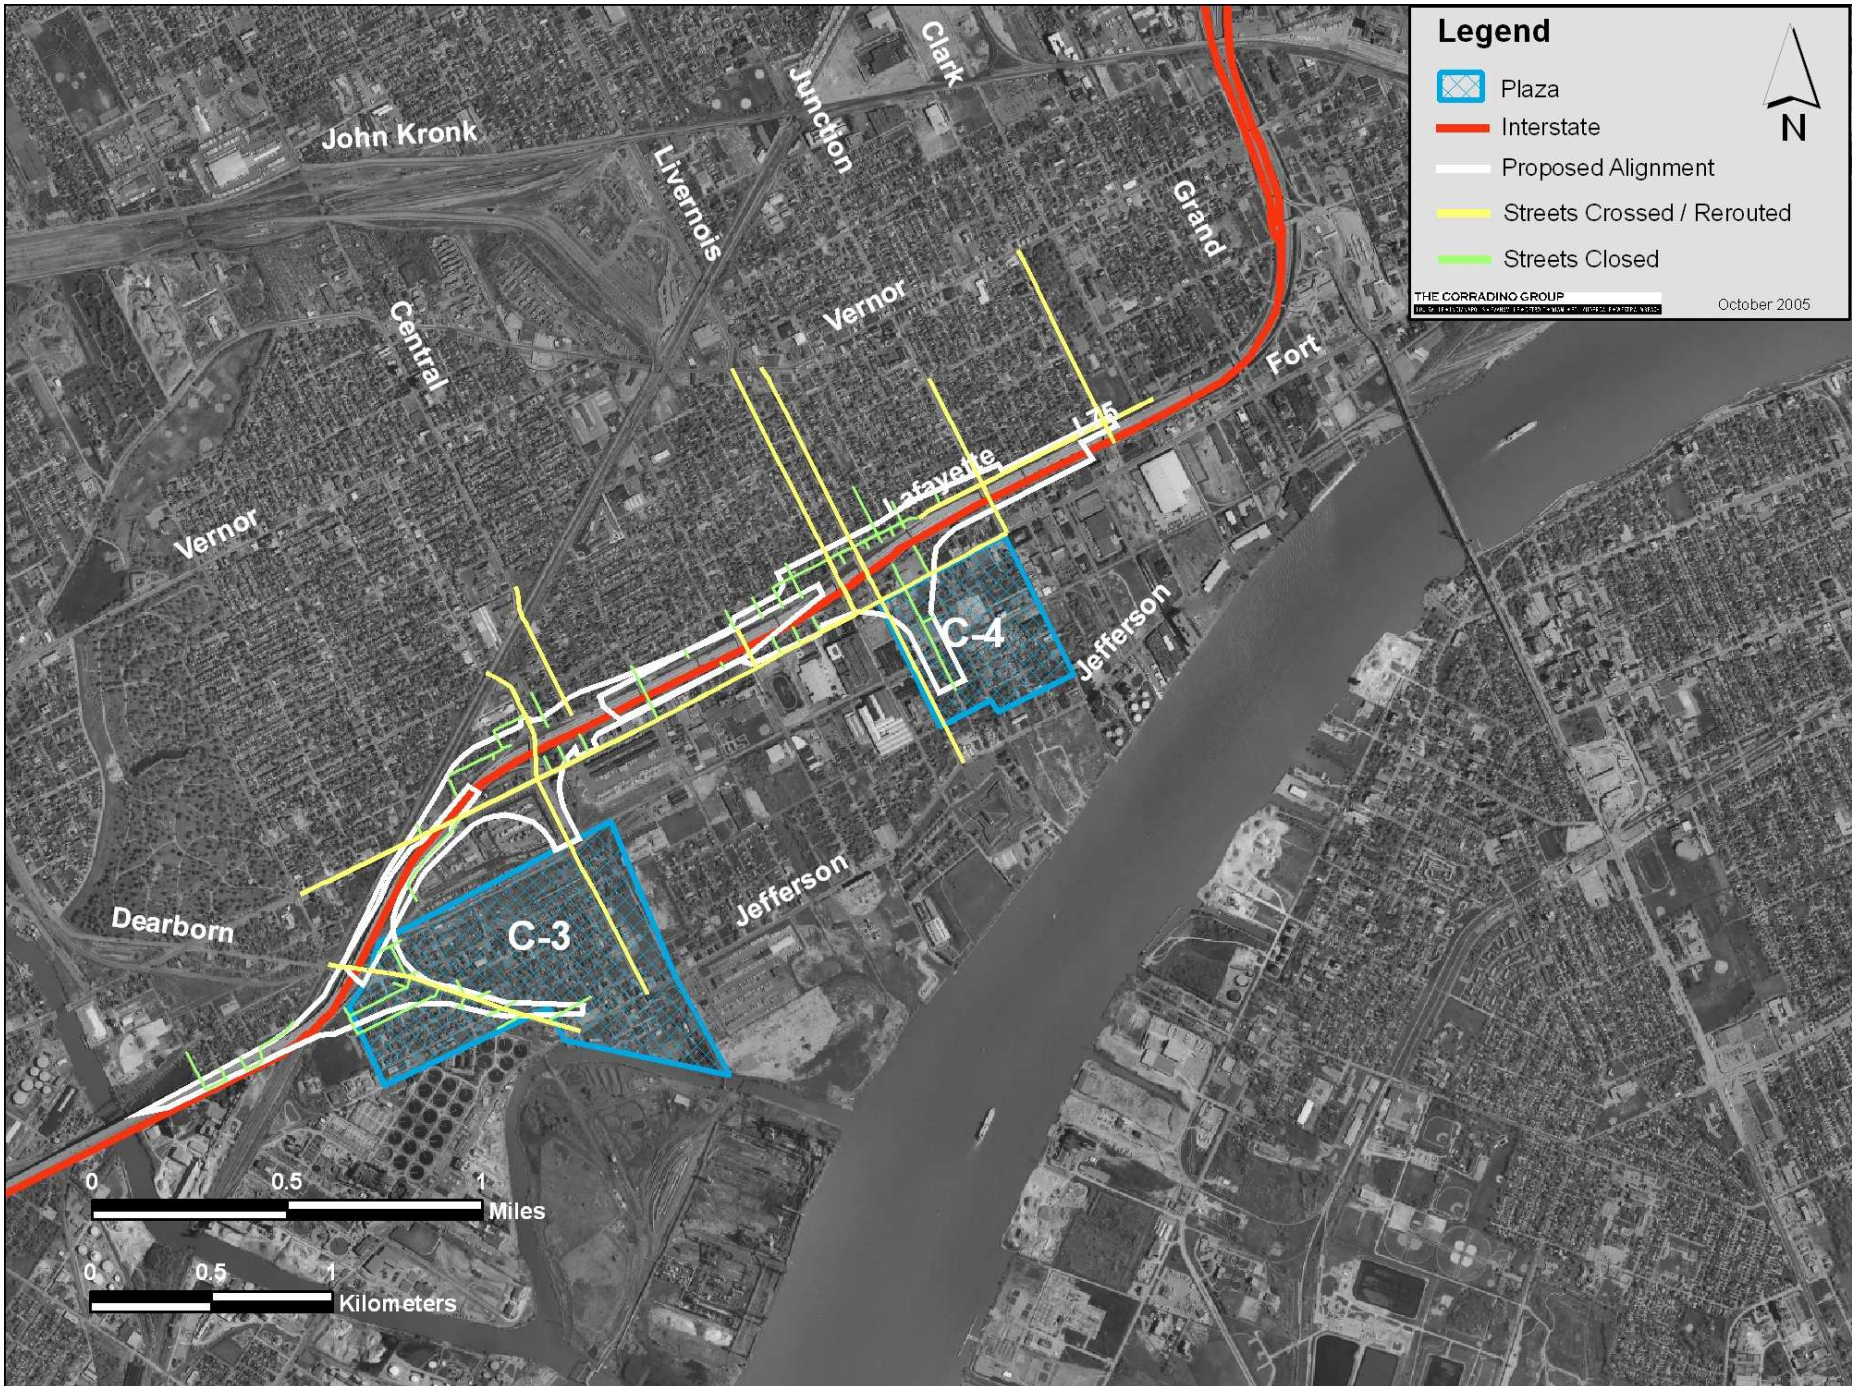 Legend
Plaza
Interstate
Proposed Alignment
Streets Crossed / Rerouted
Streets Closed
N
THE CORRADINO GROUP
October 2005
Clark
Junction
John Kronk
Livernois
Grand
Vernor
Central
Fort
I-75
Lafayette
Vernor
C-4
Jefferson
Jefferson
Dearborn
C-3
0 0.5 1
Miles
0 0.5 1
Kilometers